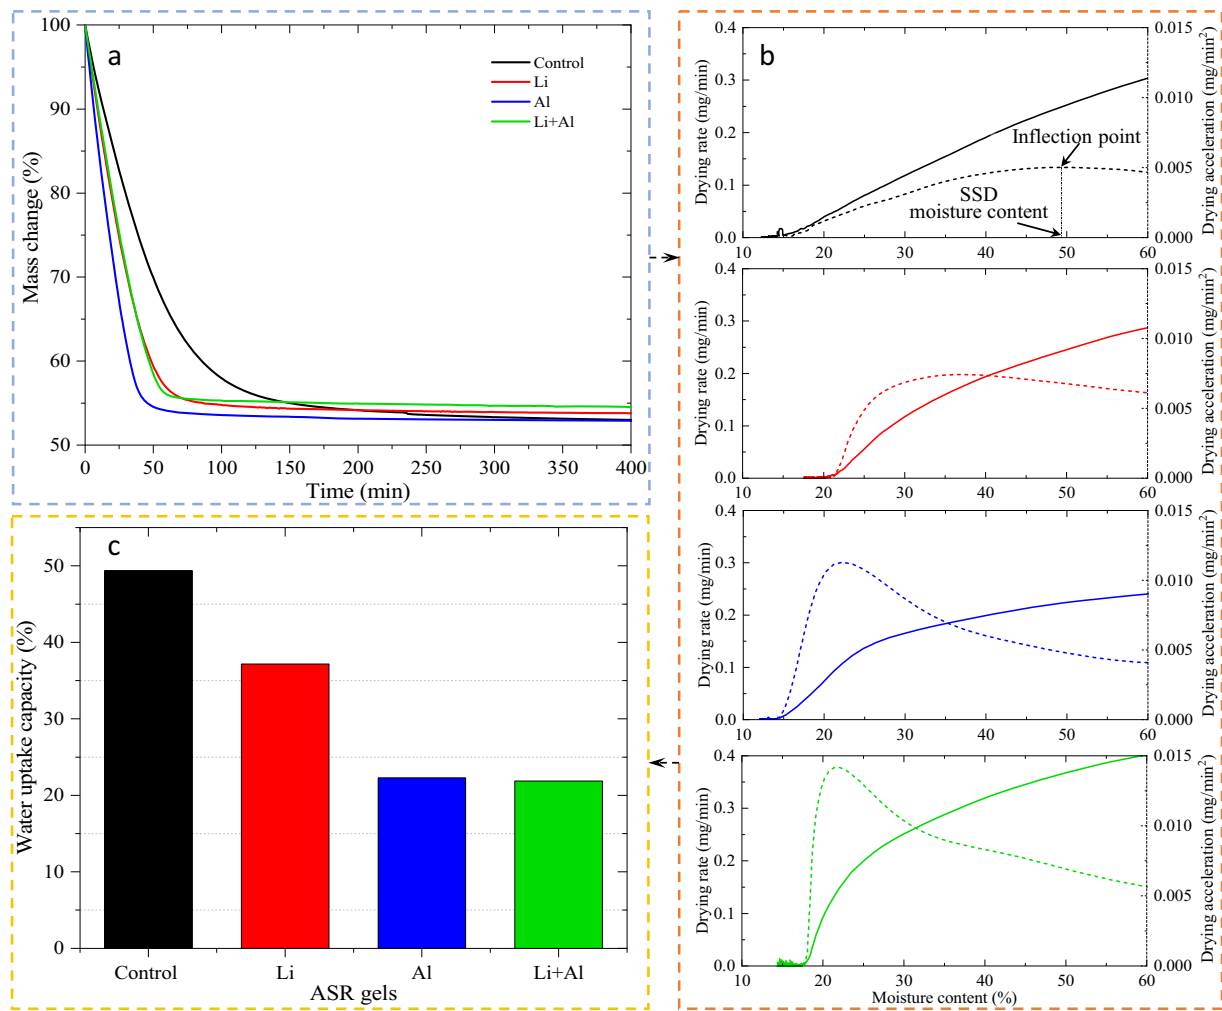 a
Control
Li
Al
Li+Al
100
90
80
70
60
50
Mass change (%)
0 50 100 150 200 250 300 350 400
Time (min)
b
0.4
0.3
0.2
0.1
0.0
Drying rate (mg/min)
Inflection point
SSD
moisture content
0.015
0.010
0.005
0.000
Drying acceleration (mg/min²)
10 20 30 40 50 60
0.4
0.3
0.2
0.1
0.0
Drying rate (mg/min)
0.015
0.010
0.005
0.000
Drying acceleration (mg/min²)
10 20 30 40 50 60
0.4
0.3
0.2
0.1
0.0
Drying rate (mg/min)
0.015
0.010
0.005
0.000
Drying acceleration (mg/min²)
10 20 30 40 50 60
0.4
0.3
0.2
0.1
0.0
Drying rate (mg/min)
0.015
0.010
0.005
0.000
Drying acceleration (mg/min²)
10 20 30 40 50 60
Moisture content (%)
c
50
40
30
20
10
0
Water uptake capacity (%)
Control Li Al Li+Al
ASR gels